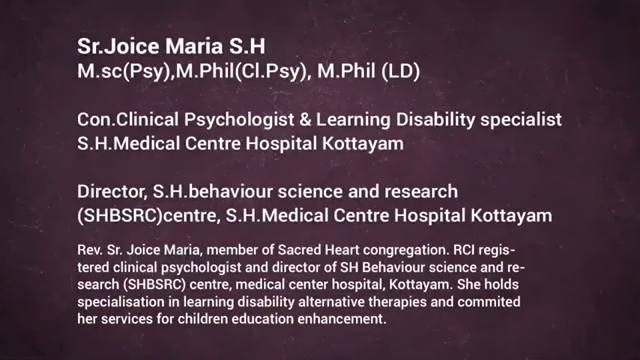 Sr.Joice Maria S.H
M.sc(Psy),M.Phil(Cl.Psy), M.Phil (LD)
Con.Clinical Psychologist & Learning Disability specialist
S.H.Medical Centre Hospital Kottayam
Director, S.H.behaviour science and research
(SHBSRC)centre, S.H.Medical Centre Hospital Kottayam
Rev. Sr. Joice Maria, member of Sacred Heart congregation. RCI regis-
tered clinical psychologist and director of SH Behaviour science and re-
search (SHBSRC) centre, medical center hospital, Kottayam. She holds
specialisation in learning disability alternative therapies and commited
her services for children education enhancement.